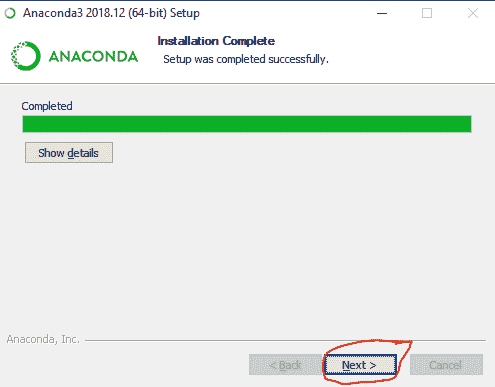 Anaconda3 2018.12 (64-bit) Setup
ANACONDA
Installation Complete
Setup was completed successfully.
Completed
Show details
Anaconda, Inc.
< Back
Next >
Cancel